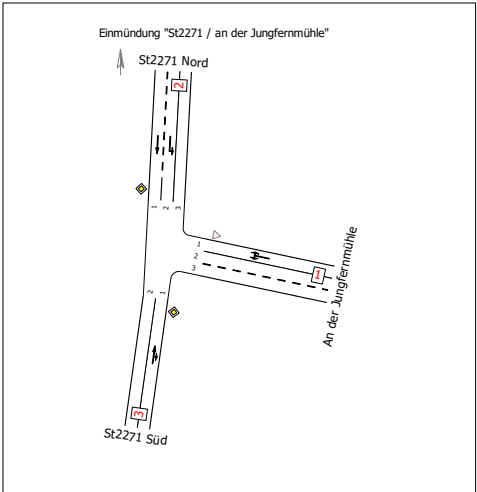 Einmündung "St2271 / an der Jungfernmühle"
St2271 Nord
2
1 2 3
1
2
3
1
An der Jungfernmühle
2 1
3
St2271 Süd